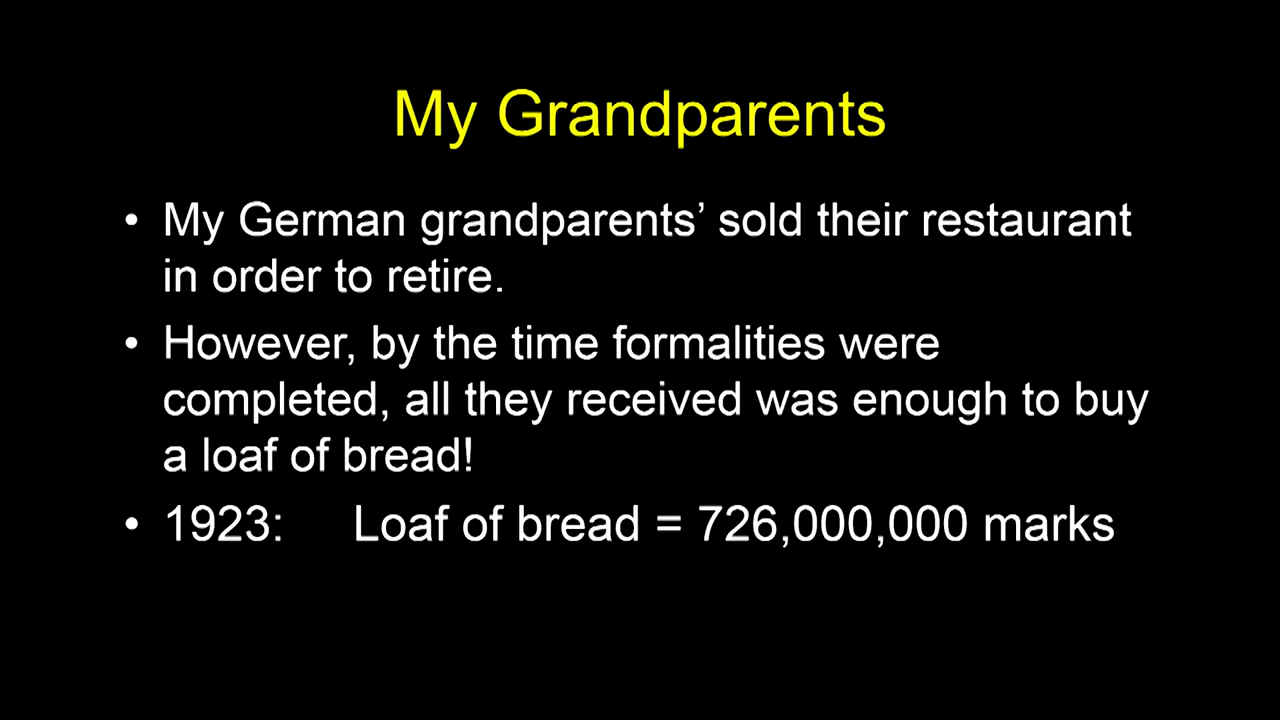 My Grandparents
• My German grandparents’ sold their restaurant
in order to retire.
• However, by the time formalities were
completed, all they received was enough to buy
a loaf of bread!
• 1923: Loaf of bread = 726,000,000 marks